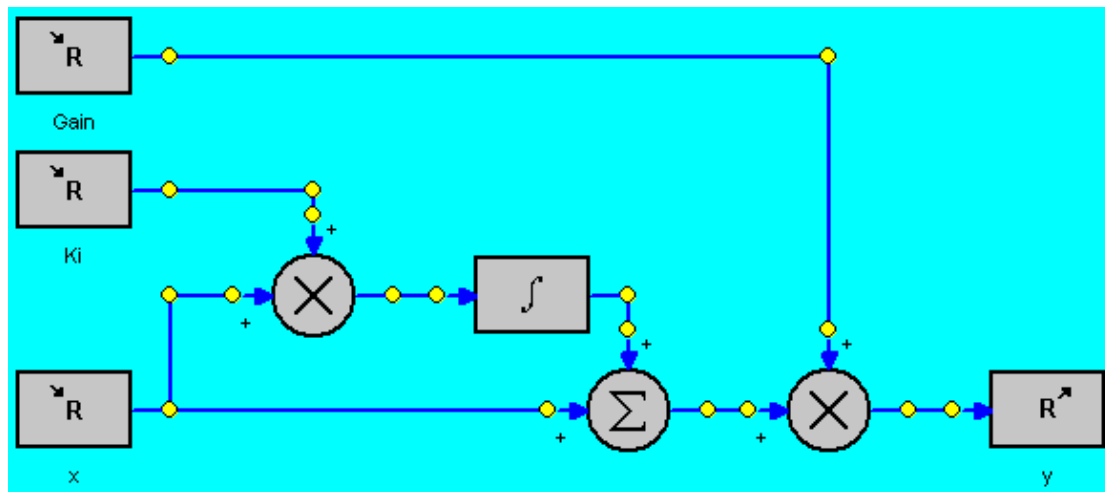 R
Gain
R
Ki
+
×
+
∫
+
+
R
x
Σ
+
×
+
R
y